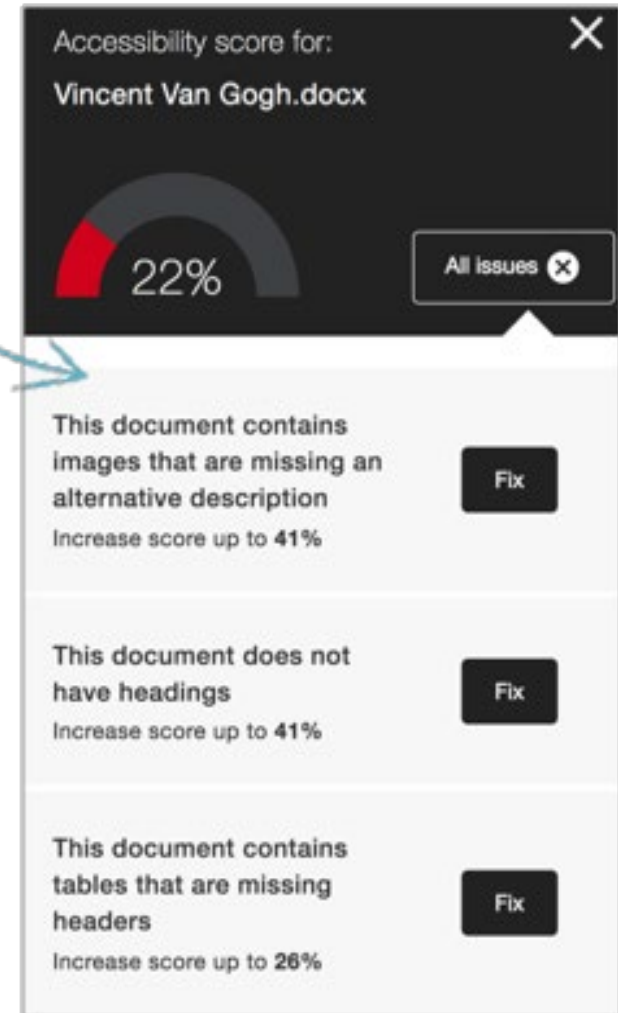 Accessibility score for:
Vincent Van Gogh.docx
22%
All issues
This document contains
images that are missing an
alternative description
Increase score up to 41%
Fix
This document does not
have headings
Increase score up to 41%
Fix
This document contains
tables that are missing
headers
Increase score up to 26%
Fix